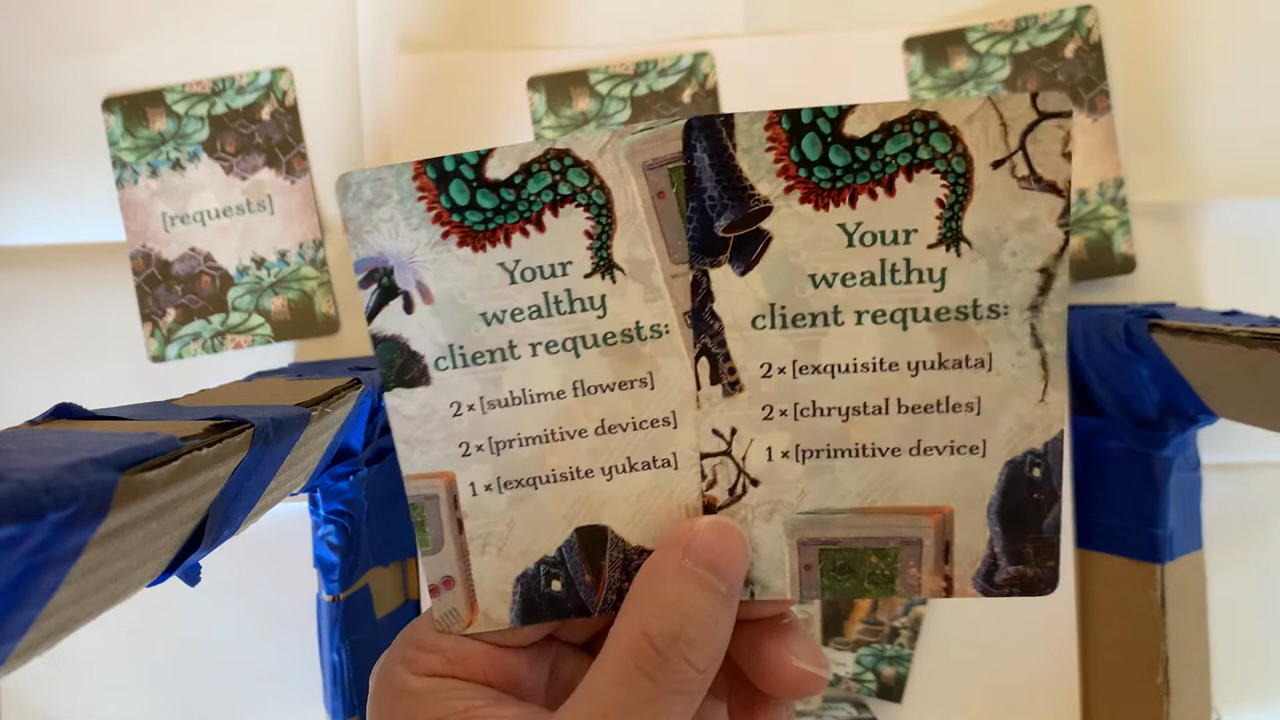 [requests]
Your
wealthy
client requests:
2 × [sublime flowers]
2 × [primitive devices]
1 × [exquisite yukata]
Your
wealthy
client requests:
2 × [exquisite yukata]
2 × [chrystal beetles]
1 × [primitive device]